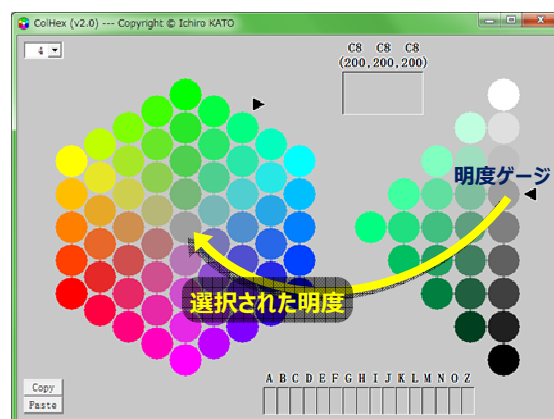 ColHex (v2.0) --- Copyright © Ichiro KATO
4
C8 C8 C8
(200,200,200)
明度ゲージ
選択された明度
A B C D E F G H I J K L M N O Z
Copy
Paste